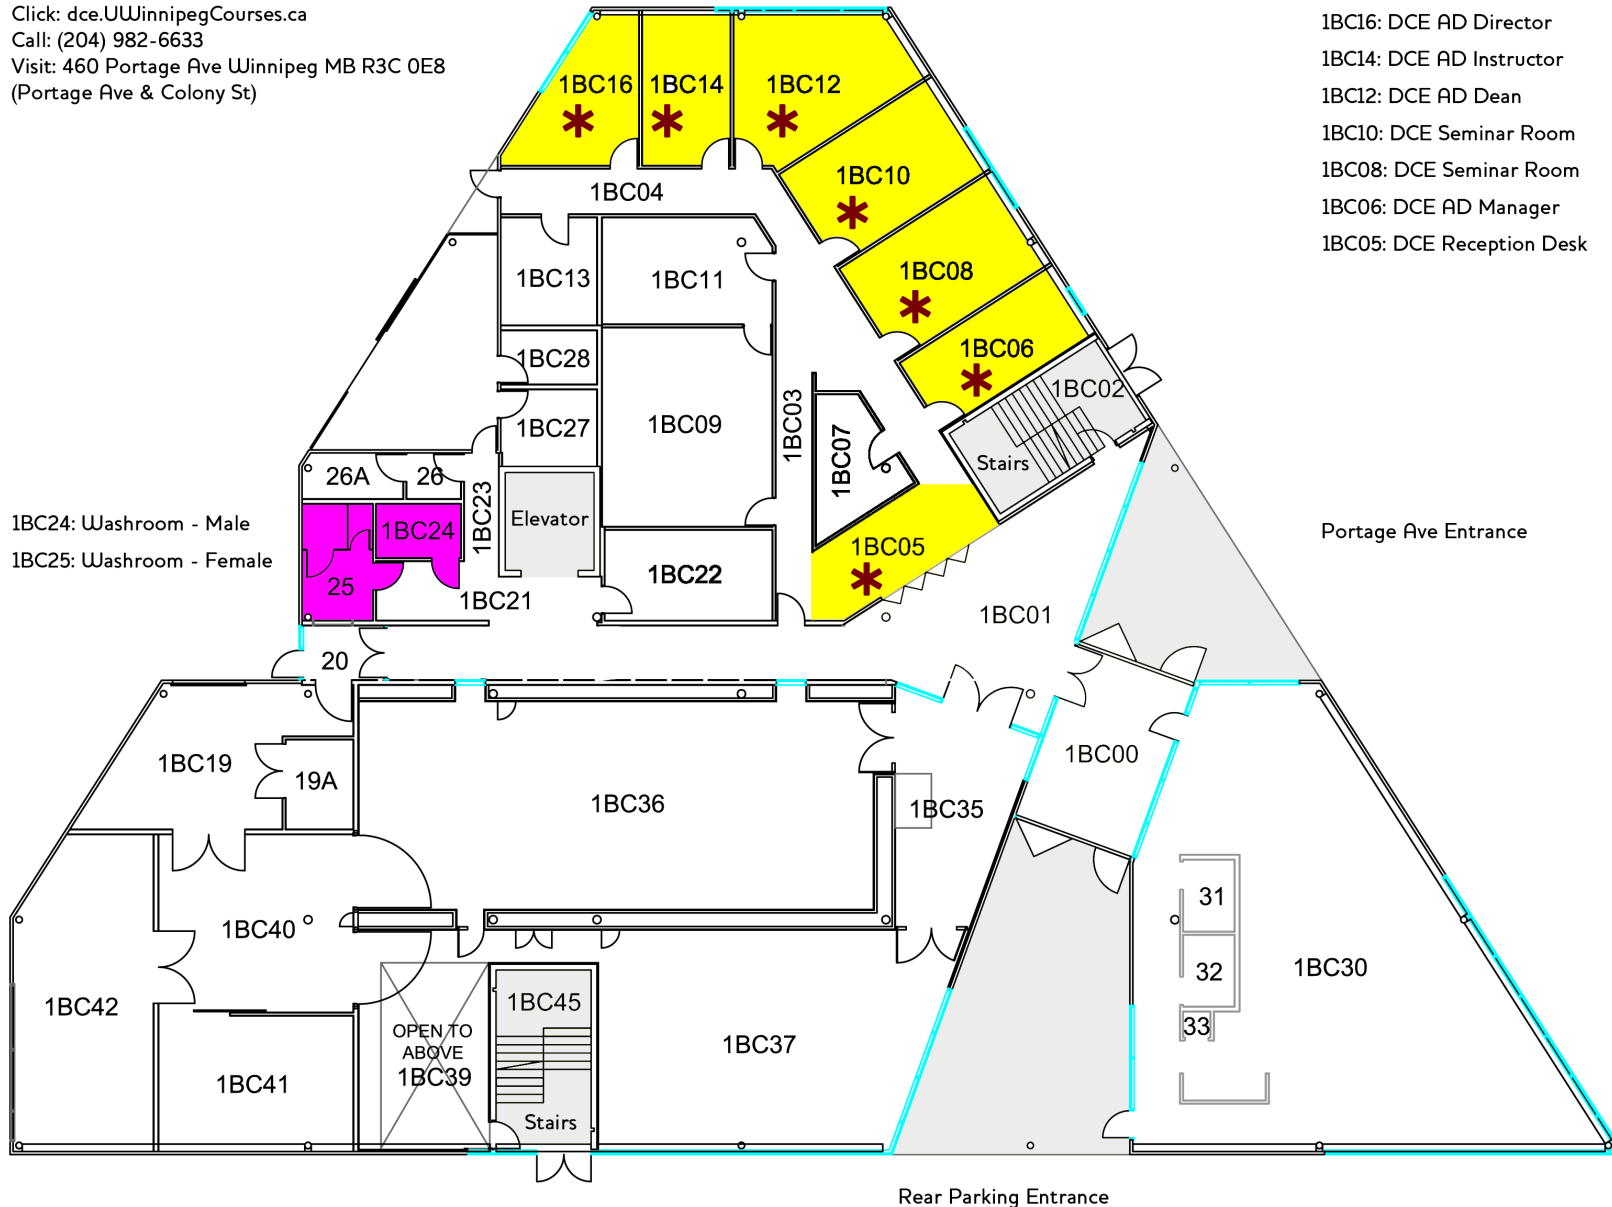 Click: dce.UWinnipegCourses.ca
Call: (204) 982-6633
Visit: 460 Portage Ave Winnipeg MB R3C 0E8
(Portage Ave & Colony St)
1BC16: DCE AD Director
1BC14: DCE AD Instructor
1BC12: DCE AD Dean
1BC10: DCE Seminar Room
1BC08: DCE Seminar Room
1BC06: DCE AD Manager
1BC05: DCE Reception Desk
1BC16
1BC14
1BC12
1BC10
1BC04
1BC08
1BC13
1BC11
1BC06
1BC28
1BC02
1BC27
1BC09
1BC03
1BC07
Stairs
26A
26
1BC23
Elevator
1BC24: Washroom - Male
1BC25: Washroom - Female
1BC24
25
1BC05
1BC22
1BC21
1BC01
Portage Ave Entrance
20
1BC19
19A
1BC36
1BC35
1BC00
31
32
33
1BC30
1BC40
1BC42
1BC41
OPEN TO
ABOVE
1BC39
1BC45
Stairs
1BC37
Rear Parking Entrance